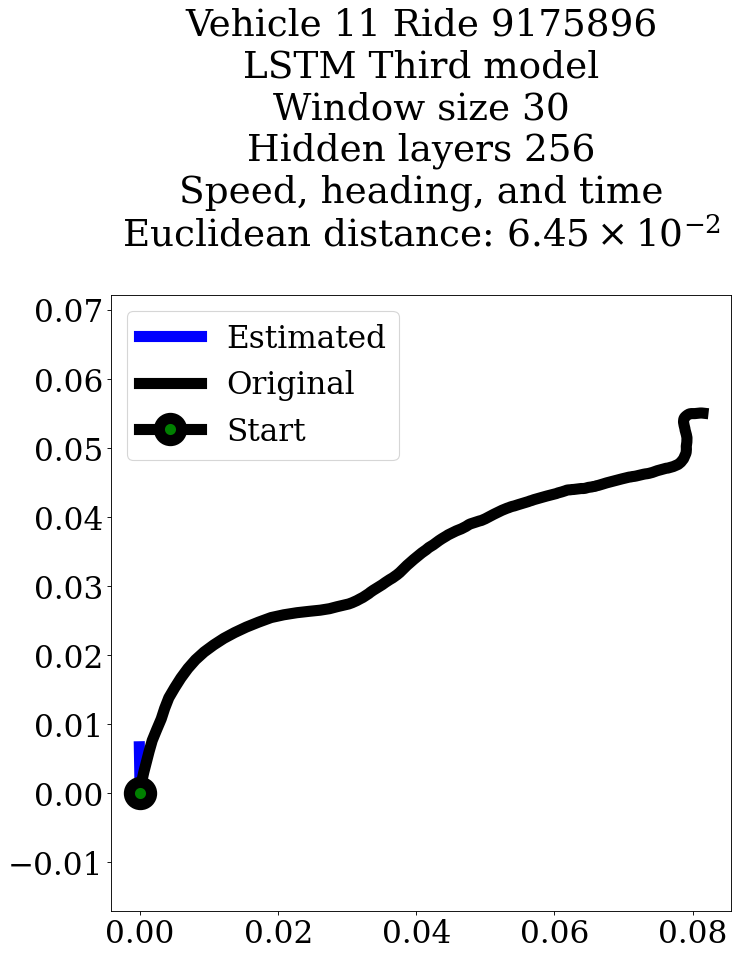 Vehicle 11 Ride 9175896
LSTM Third model
Window size 30
Hidden layers 256
Speed, heading, and time
Euclidean distance: 6.45 × 10⁻²
0.07
0.06
0.05
0.04
0.03
0.02
0.01
0.00
−0.01
Estimated
Original
Start
0.00 0.02 0.04 0.06 0.08